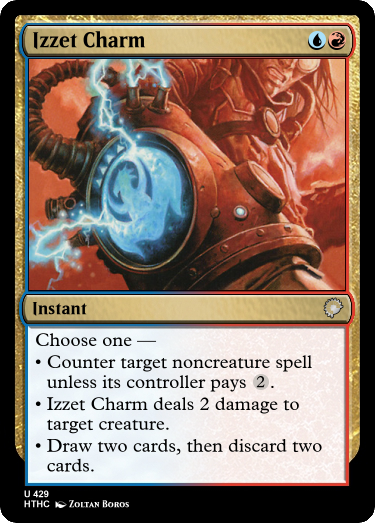 Izzet Charm
Instant
Choose one —
• Counter target noncreature spell
unless its controller pays 2.
• Izzet Charm deals 2 damage to
target creature.
• Draw two cards, then discard two
cards.
U 429
HTHC Zoltan Boros